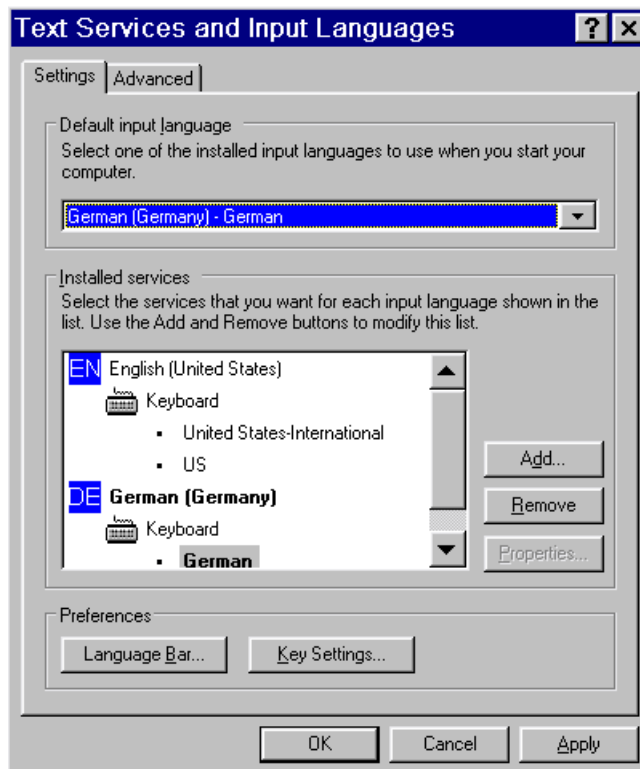 Text Services and Input Languages ? X
Settings Advanced
Default input language
Select one of the installed input languages to use when you start your
computer.
German (Germany) - German
Installed services
Select the services that you want for each input language shown in the
list. Use the Add and Remove buttons to modify this list.
EN English (United States)
Keyboard
▪ United States-International
▪ US
DE German (Germany)
Keyboard
▪ German
Add...
Remove
Properties...
Preferences
Language Bar... Key Settings...
OK Cancel Apply